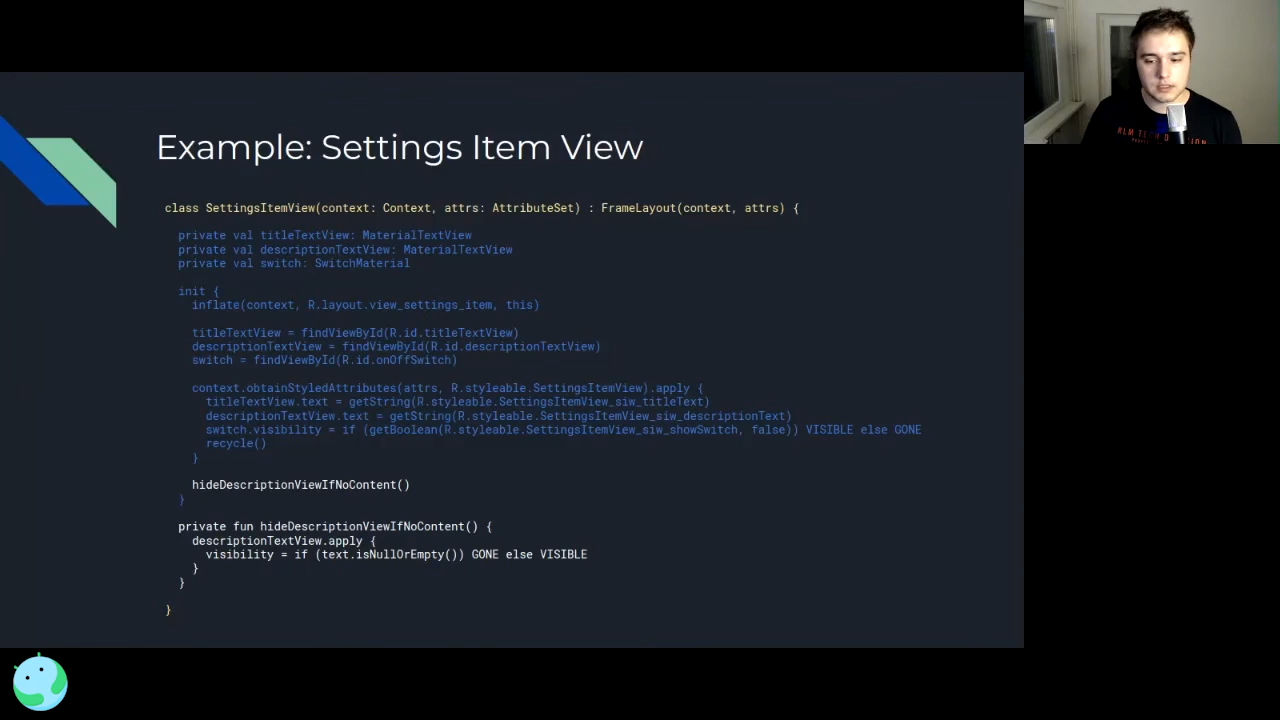 Example: Settings Item View
class SettingsItemView(context: Context, attrs: AttributeSet) : FrameLayout(context, attrs) {
private val titleTextView: MaterialTextView
private val descriptionTextView: MaterialTextView
private val switch: SwitchMaterial
init {
inflate(context, R.layout.view_settings_item, this)
titleTextView = findViewById(R.id.titleTextView)
descriptionTextView = findViewById(R.id.descriptionTextView)
switch = findViewById(R.id.onOffSwitch)
context.obtainStyledAttributes(attrs, R.styleable.SettingsItemView).apply {
titleTextView.text = getString(R.styleable.SettingsItemView_siw_titleText)
descriptionTextView.text = getString(R.styleable.SettingsItemView_siw_descriptionText)
switch.visibility = if (getBoolean(R.styleable.SettingsItemView_siw_showSwitch, false)) VISIBLE else GONE
recycle()
}
hideDescriptionViewIfNoContent()
}
private fun hideDescriptionViewIfNoContent() {
descriptionTextView.apply {
visibility = if (text.isNullOrEmpty()) GONE else VISIBLE
}
}
}